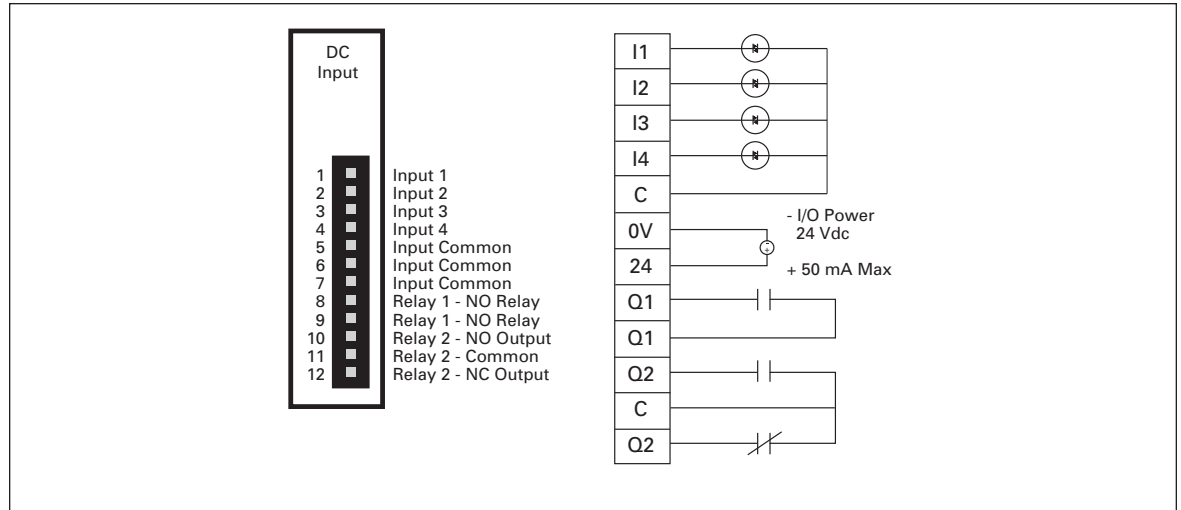 DC
Input
1 Input 1
2 Input 2
3 Input 3
4 Input 4
5 Input Common
6 Input Common
7 Input Common
8 Relay 1 - NO Relay
9 Relay 1 - NO Relay
10 Relay 2 - NO Output
11 Relay 2 - Common
12 Relay 2 - NC Output
I1
I2
I3
I4
C
0V
24
Q1
Q1
Q2
C
Q2
- I/O Power
24 Vdc
+ 50 mA Max